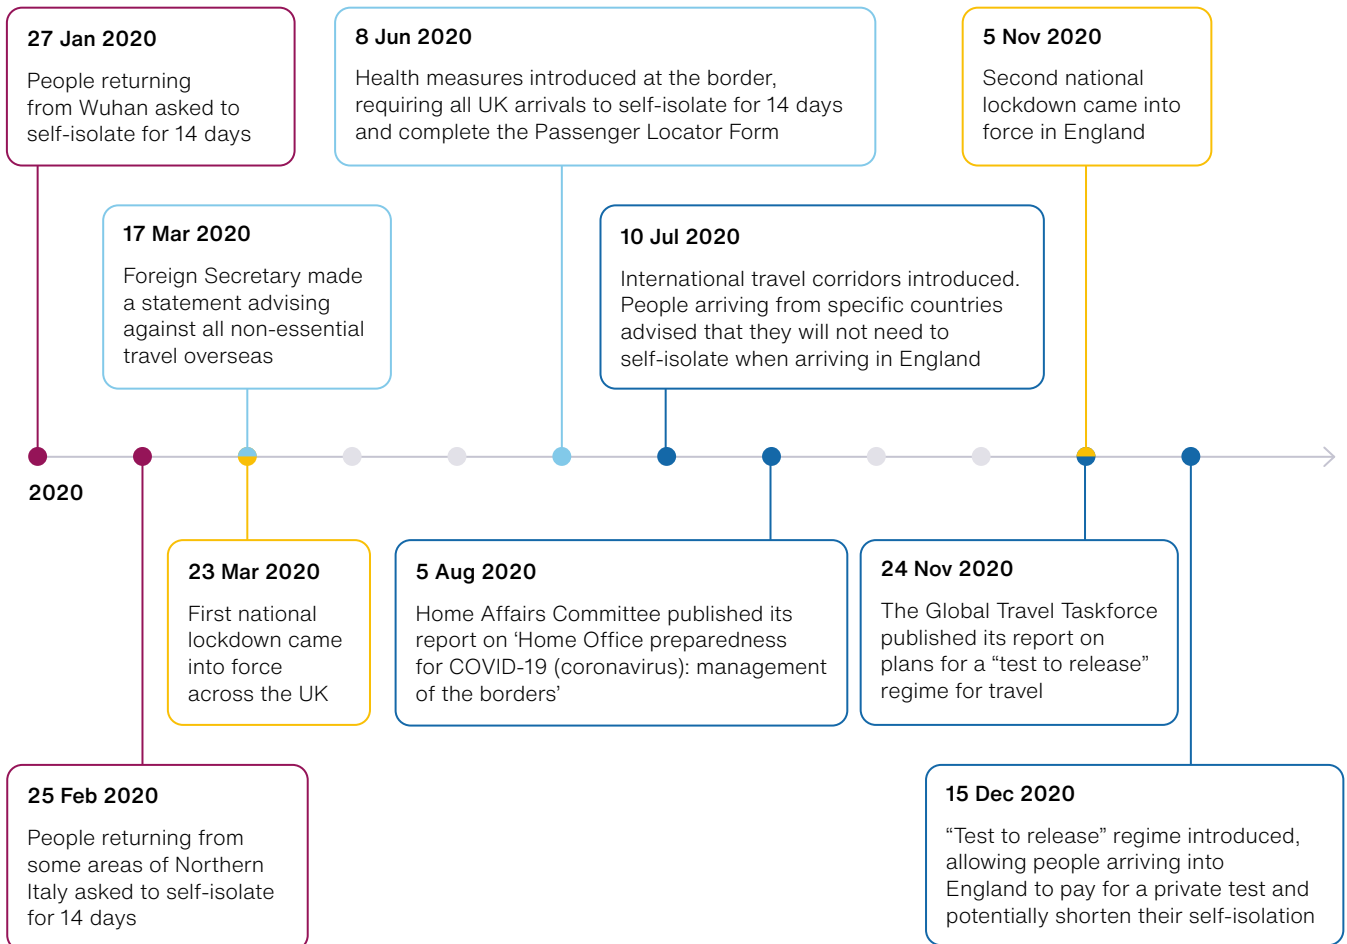 27 Jan 2020
People returning
from Wuhan asked to
self-isolate for 14 days
8 Jun 2020
Health measures introduced at the border,
requiring all UK arrivals to self-isolate for 14 days
and complete the Passenger Locator Form
5 Nov 2020
Second national
lockdown came into
force in England
17 Mar 2020
Foreign Secretary made
a statement advising
against all non-essential
travel overseas
10 Jul 2020
International travel corridors introduced.
People arriving from specific countries
advised that they will not need to
self-isolate when arriving in England
2020
23 Mar 2020
First national
lockdown came
into force
across the UK
5 Aug 2020
Home Affairs Committee published its
report on ‘Home Office preparedness
for COVID-19 (coronavirus): management
of the borders’
24 Nov 2020
The Global Travel Taskforce
published its report on
plans for a “test to release”
regime for travel
25 Feb 2020
People returning from
some areas of Northern
Italy asked to self-isolate
for 14 days
15 Dec 2020
“Test to release” regime introduced,
allowing people arriving into
England to pay for a private test and
potentially shorten their self-isolation